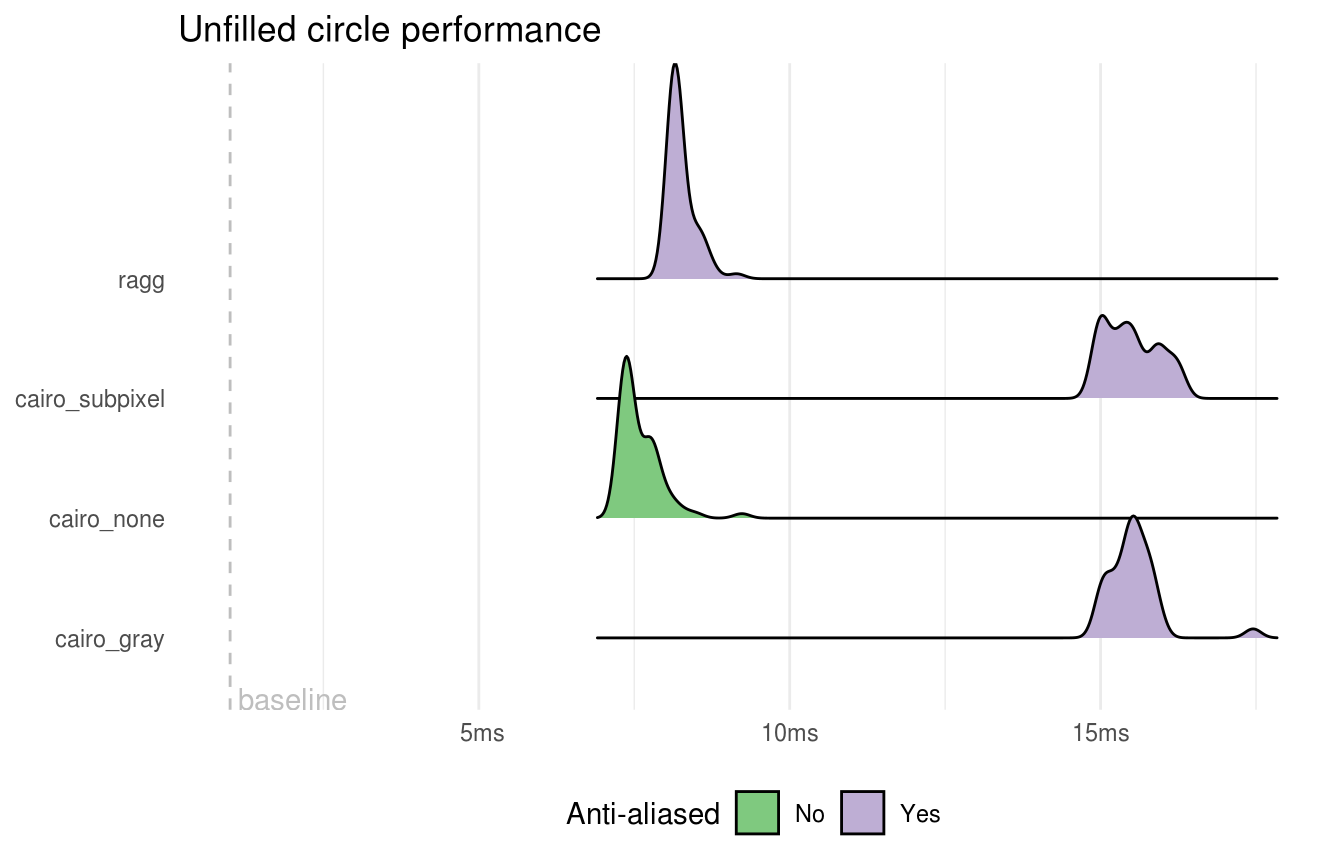 Unfilled circle performance
ragg
cairo_subpixel
cairo_none
cairo_gray
baseline
5ms 10ms 15ms
Anti-aliased No Yes